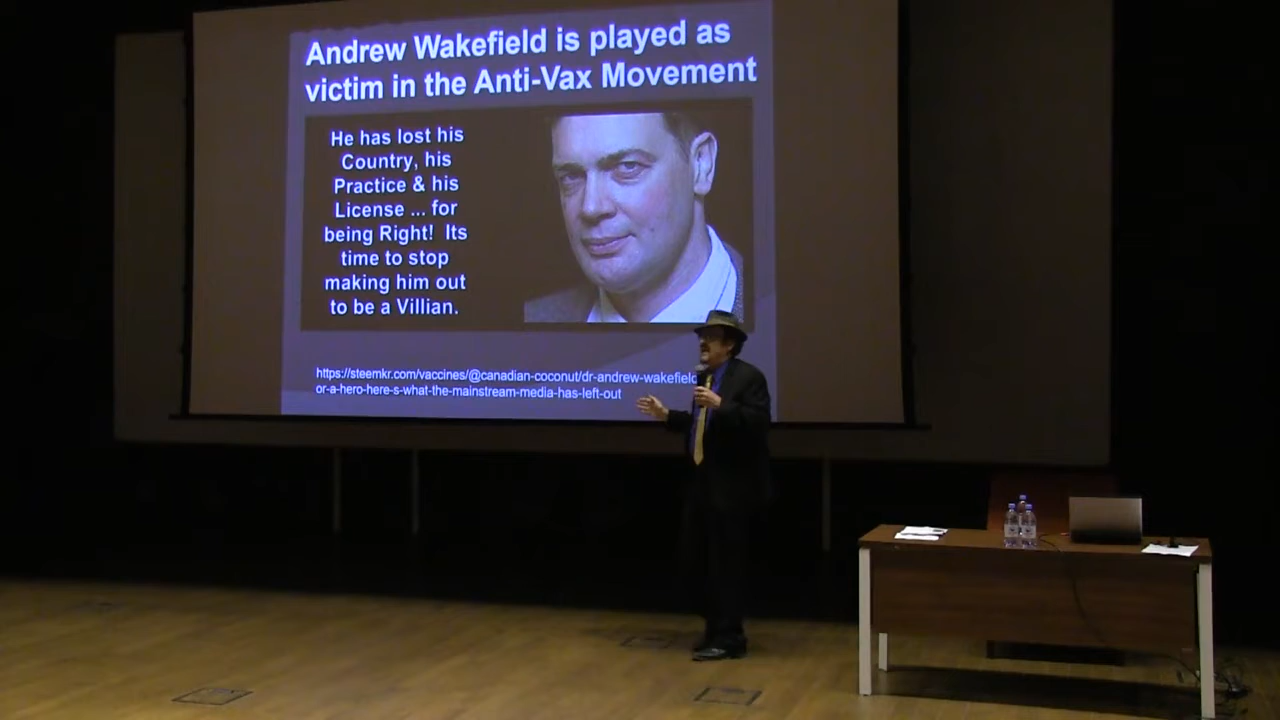 Andrew Wakefield is played as
victim in the Anti-Vax Movement
He has lost his
Country, his
Practice & his
License ... for
being Right! Its
time to stop
making him out
to be a Villian.
https://steemkr.com/vaccines/@canadian-coconut/dr-andrew-wakefield
or-a-hero-here-s-what-the-mainstream-media-has-left-out